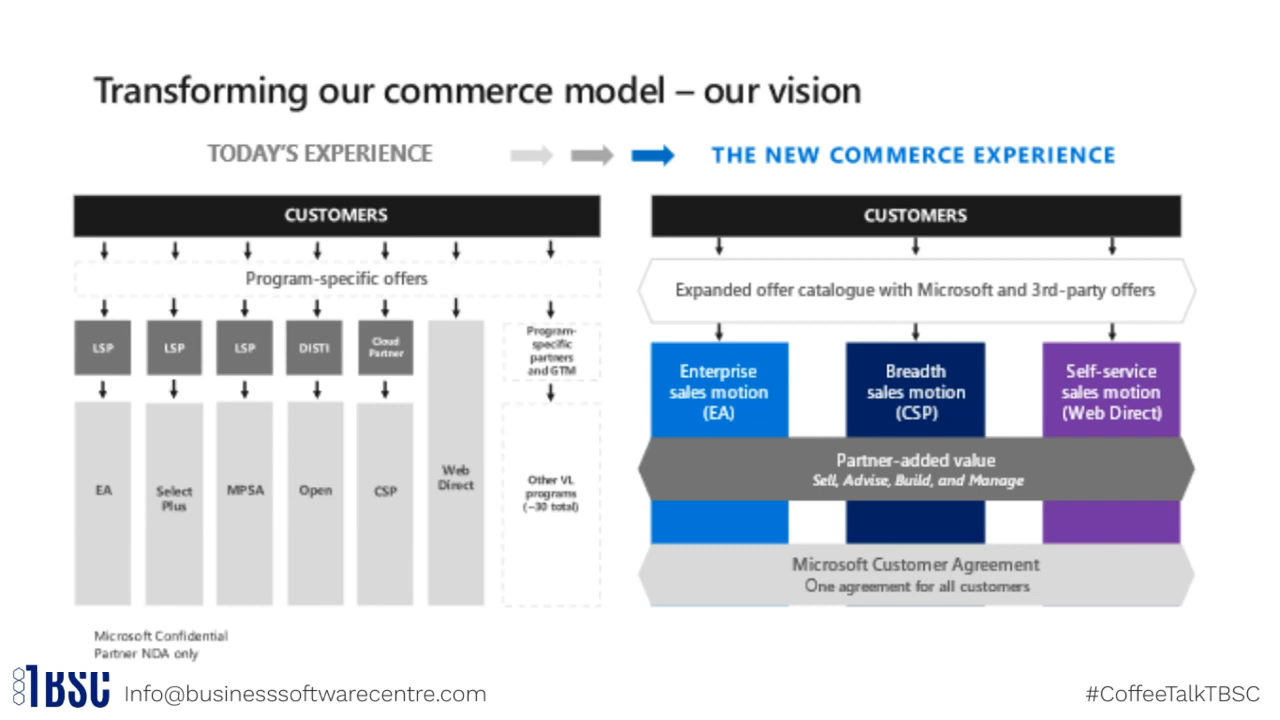 Transforming our commerce model – our vision
TODAY'S EXPERIENCE
THE NEW COMMERCE EXPERIENCE
CUSTOMERS
Program-specific offers
LSP
LSP
LSP
DISTI
Cloud
Partner
Program-
specific
partners
and GTM
EA
Select
Plus
MPSA
Open
CSP
Web
Direct
Other VL
programs
(~30 total)
CUSTOMERS
Expanded offer catalogue with Microsoft and 3rd-party offers
Enterprise
sales motion
(EA)
Breadth
sales motion
(CSP)
Self-service
sales motion
(Web Direct)
Partner-added value
Sell, Advise, Build, and Manage
Microsoft Customer Agreement
One agreement for all customers
Microsoft Confidential
Partner NDA only
TBSC
Info@businesssoftwarecentre.com
#CoffeeTalkTBSC